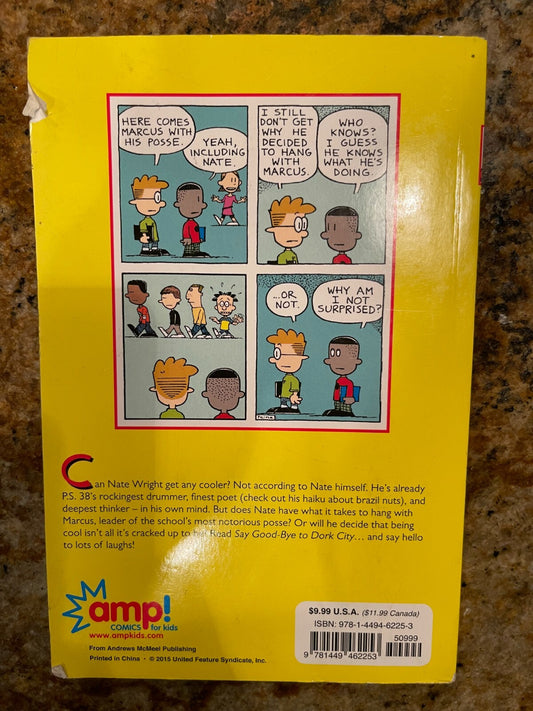 HERE COMES
MARCUS WITH
HIS POSSE.
YEAH,
INCLUDING
NATE.
I STILL
DON'T GET
WHY HE
DECIDED
TO HANG
WITH
MARCUS.
WHO
KNOWS?
I GUESS
HE KNOWS
WHAT HE'S
DOING.
...OR
NOT.
WHY AM
I NOT
SURPRISED?
Can Nate Wright get any cooler? Not according to Nate himself. He's already
P.S. 38's rockingest drummer, finest poet (check out his haiku about brazil nuts), and
deepest thinker – in his own mind. But does Nate have what it takes to hang with
Marcus, leader of the school's most notorious posse? Or will he decide that being
cool isn't all it's cracked up to be? Read Say Good-Bye to Dork City... and say hello
to lots of laughs!
amp!
COMICS for kids
www.ampkids.com
From Andrews McMeel Publishing
Printed in China • © 2015 United Feature Syndicate, Inc.
$9.99 U.S.A. ($11.99 Canada)
ISBN: 978-1-4494-6225-3
50999
9 781449 462253